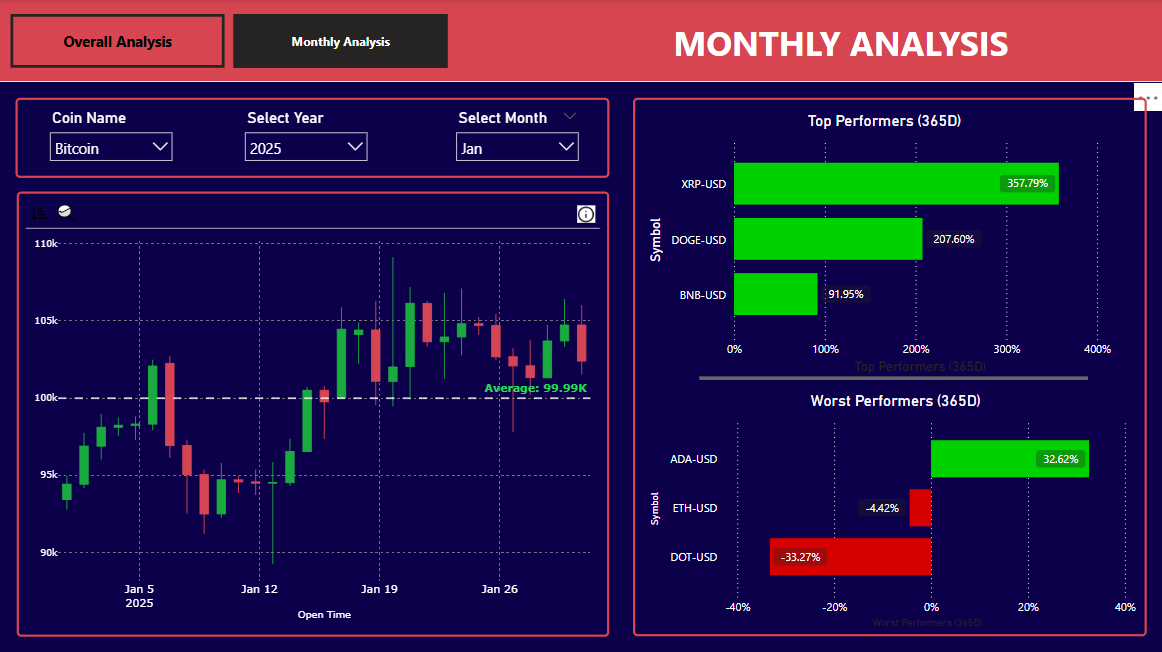 Overall Analysis
Monthly Analysis
MONTHLY ANALYSIS
Coin Name
Select Year
Select Month
Bitcoin
2025
Jan
110k
105k
100k
95k
90k
Average: 99.99K
Jan 5
2025
Jan 12
Jan 19
Jan 26
Open Time
Top Performers (365D)
Symbol
XRP-USD
357.79%
DOGE-USD
207.60%
BNB-USD
91.95%
0%
100%
200%
300%
400%
Top Performers (365D)
Worst Performers (365D)
Symbol
ADA-USD
32.62%
ETH-USD
-4.42%
DOT-USD
-33.27%
-40%
-20%
0%
20%
40%
Worst Performers (365D)